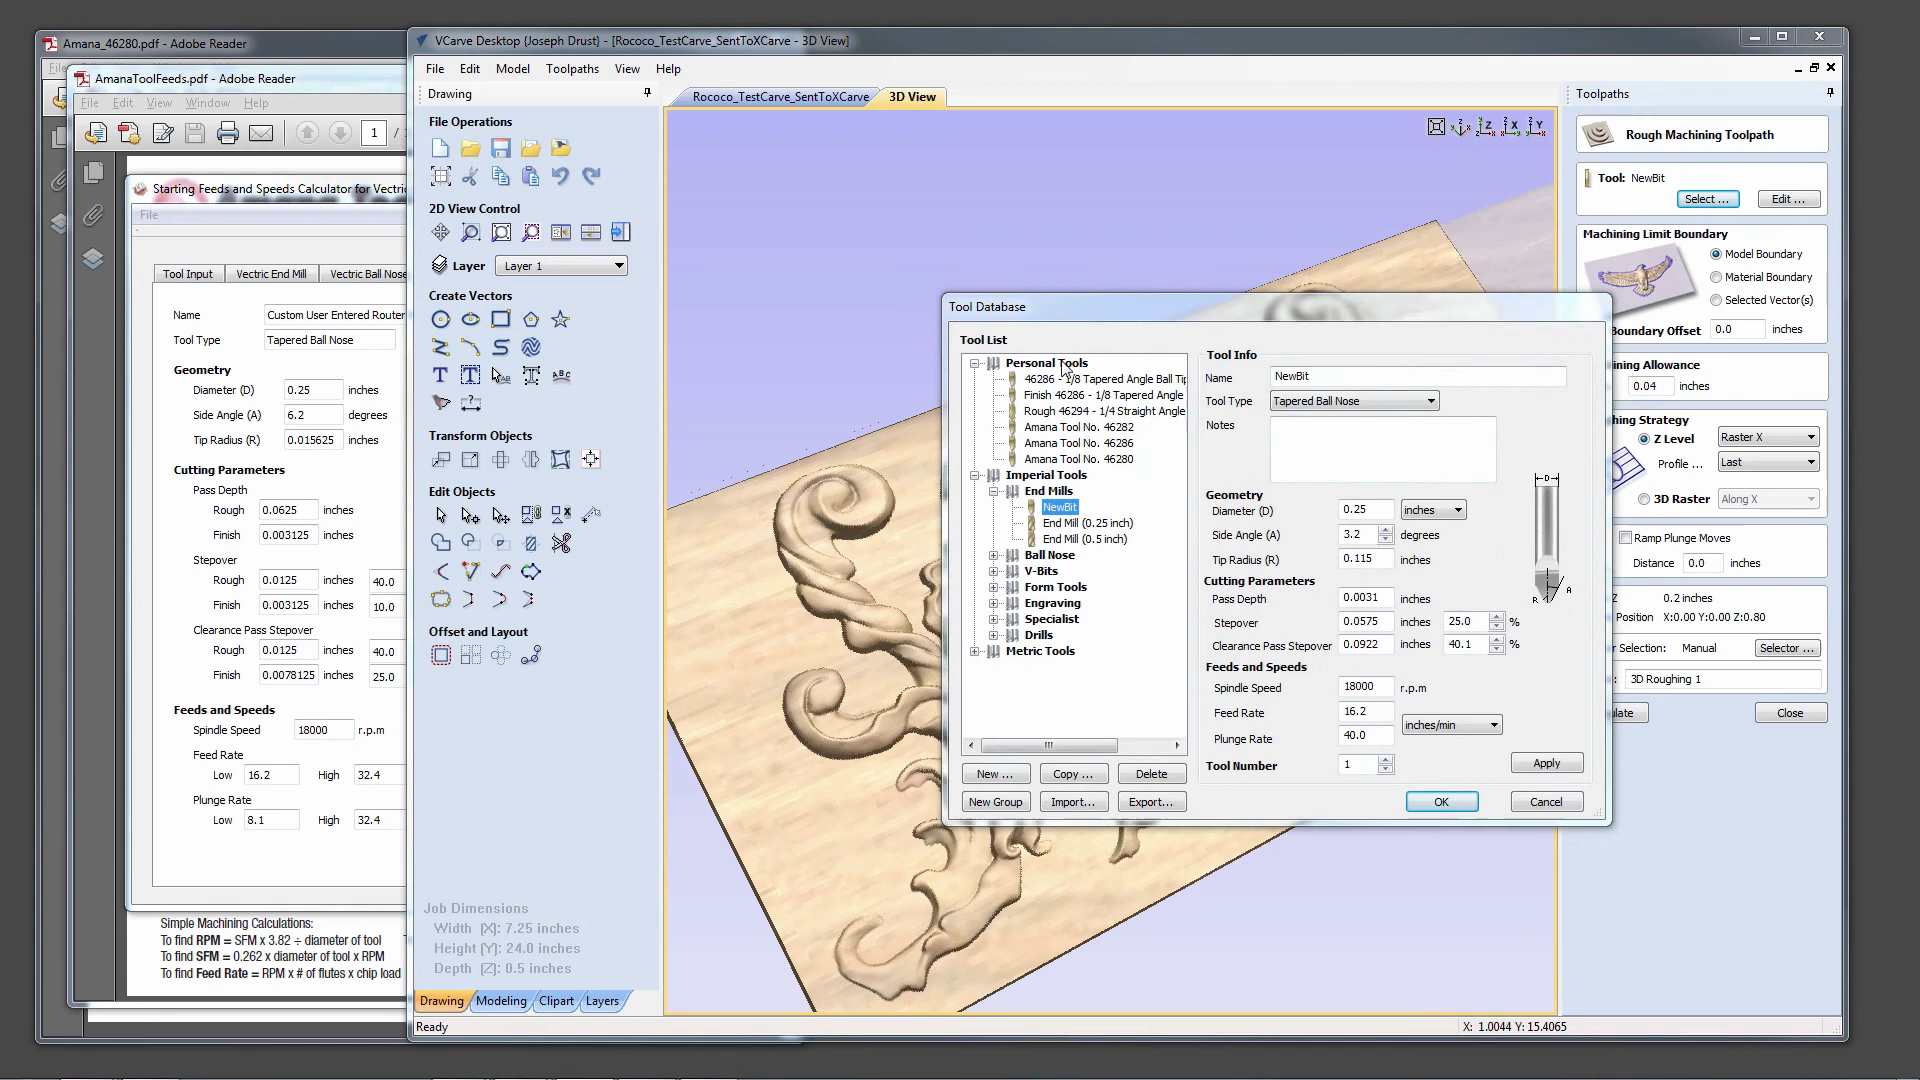 Amana_46280.pdf - Adobe Reader
AmanaToolFeeds.pdf - Adobe Reader
File Edit View Window Help
1 /
Starting Feeds and Speeds Calculator for Vectric
File
Tool Input Vectric End Mill Vectric Ball Nose
Name Custom User Entered Router
Tool Type Tapered Ball Nose
Geometry
Diameter (D) 0.25 inches
Side Angle (A) 6.2 degrees
Tip Radius (R) 0.015625 inches
Cutting Parameters
Pass Depth
Rough 0.0625 inches
Finish 0.003125 inches
Stepover
Rough 0.0125 inches 40.0
Finish 0.003125 inches 10.0
Clearance Pass Stepover
Rough 0.0125 inches 40.0
Finish 0.0078125 inches 25.0
Feeds and Speeds
Spindle Speed 18000 r.p.m
Feed Rate
Low 16.2 High 32.4
Plunge Rate
Low 8.1 High 32.4
Simple Machining Calculations:
To find RPM = SFM x 3.82 ÷ diameter of tool
To find SFM = 0.262 x diameter of tool x RPM
To find Feed Rate = RPM x # of flutes x chip load
VCarve Desktop {Joseph Drust} - [Rococo_TestCarve_SentToXCarve - 3D View]
File Edit Model Toolpaths View Help
Drawing
File Operations
2D View Control
Layer Layer 1
Create Vectors
Transform Objects
Edit Objects
Offset and Layout
Job Dimensions
Width (X): 7.25 inches
Height (Y): 24.0 inches
Depth (Z): 0.5 inches
Drawing Modeling Clipart Layers
Ready
X: 1.0044 Y: 15.4065
Rococo_TestCarve_SentToXCarve 3D View
Tool Database
Tool List
Personal Tools
46286 - 1/8 Tapered Angle Ball Tip
Finish 46286 - 1/8 Tapered Angle
Rough 46294 - 1/4 Straight Angle
Amana Tool No. 46282
Amana Tool No. 46286
Amana Tool No. 46280
Imperial Tools
End Mills
NewBit
End Mill (0.25 inch)
End Mill (0.5 inch)
Ball Nose
V-Bits
Form Tools
Engraving
Specialist
Drills
Metric Tools
New ... Copy ... Delete
New Group Import... Export...
Tool Info
Name NewBit
Tool Type Tapered Ball Nose
Notes
Geometry
Diameter (D) 0.25 inches
Side Angle (A) 3.2 degrees
Tip Radius (R) 0.115 inches
Cutting Parameters
Pass Depth 0.0031 inches
Stepover 0.0575 inches 25.0 %
Clearance Pass Stepover 0.0922 inches 40.1 %
Feeds and Speeds
Spindle Speed 18000 r.p.m
Feed Rate 16.2
inches/min
Plunge Rate 40.0
Tool Number 1
Apply
OK Cancel
D
R A
Toolpaths
Rough Machining Toolpath
Tool: NewBit
Select ... Edit ...
Machining Limit Boundary
Model Boundary
Material Boundary
Selected Vector(s)
Boundary Offset 0.0 inches
ining Allowance
0.04 inches
hing Strategy
Z Level Raster X
Profile ... Last
3D Raster Along X
Ramp Plunge Moves
Distance 0.0 inches
Z 0.2 inches
Position X:0.00 Y:0.00 Z:0.80
r Selection: Manual Selector ...
: 3D Roughing 1
ulate Close